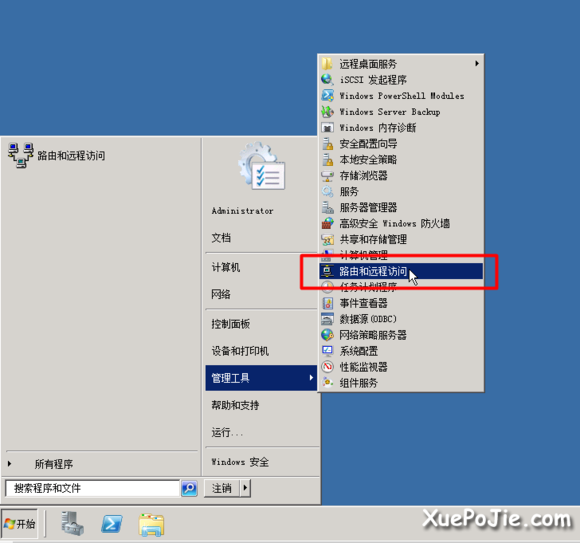 远程桌面服务
iSCSI 发起程序
Windows PowerShell Modules
Windows Server Backup
Windows 内存诊断
安全配置向导
本地安全策略
存储浏览器
服务
服务器管理器
高级安全 Windows 防火墙
共享和存储管理
计算机管理
路由和远程访问
任务计划程序
事件查看器
数据源(ODBC)
网络策略服务器
系统配置
性能监视器
组件服务
路由和远程访问
Administrator
文档
计算机
网络
控制面板
设备和打印机
管理工具
帮助和支持
运行...
Windows 安全
所有程序
搜索程序和文件
注销
开始
XuePoJie.com